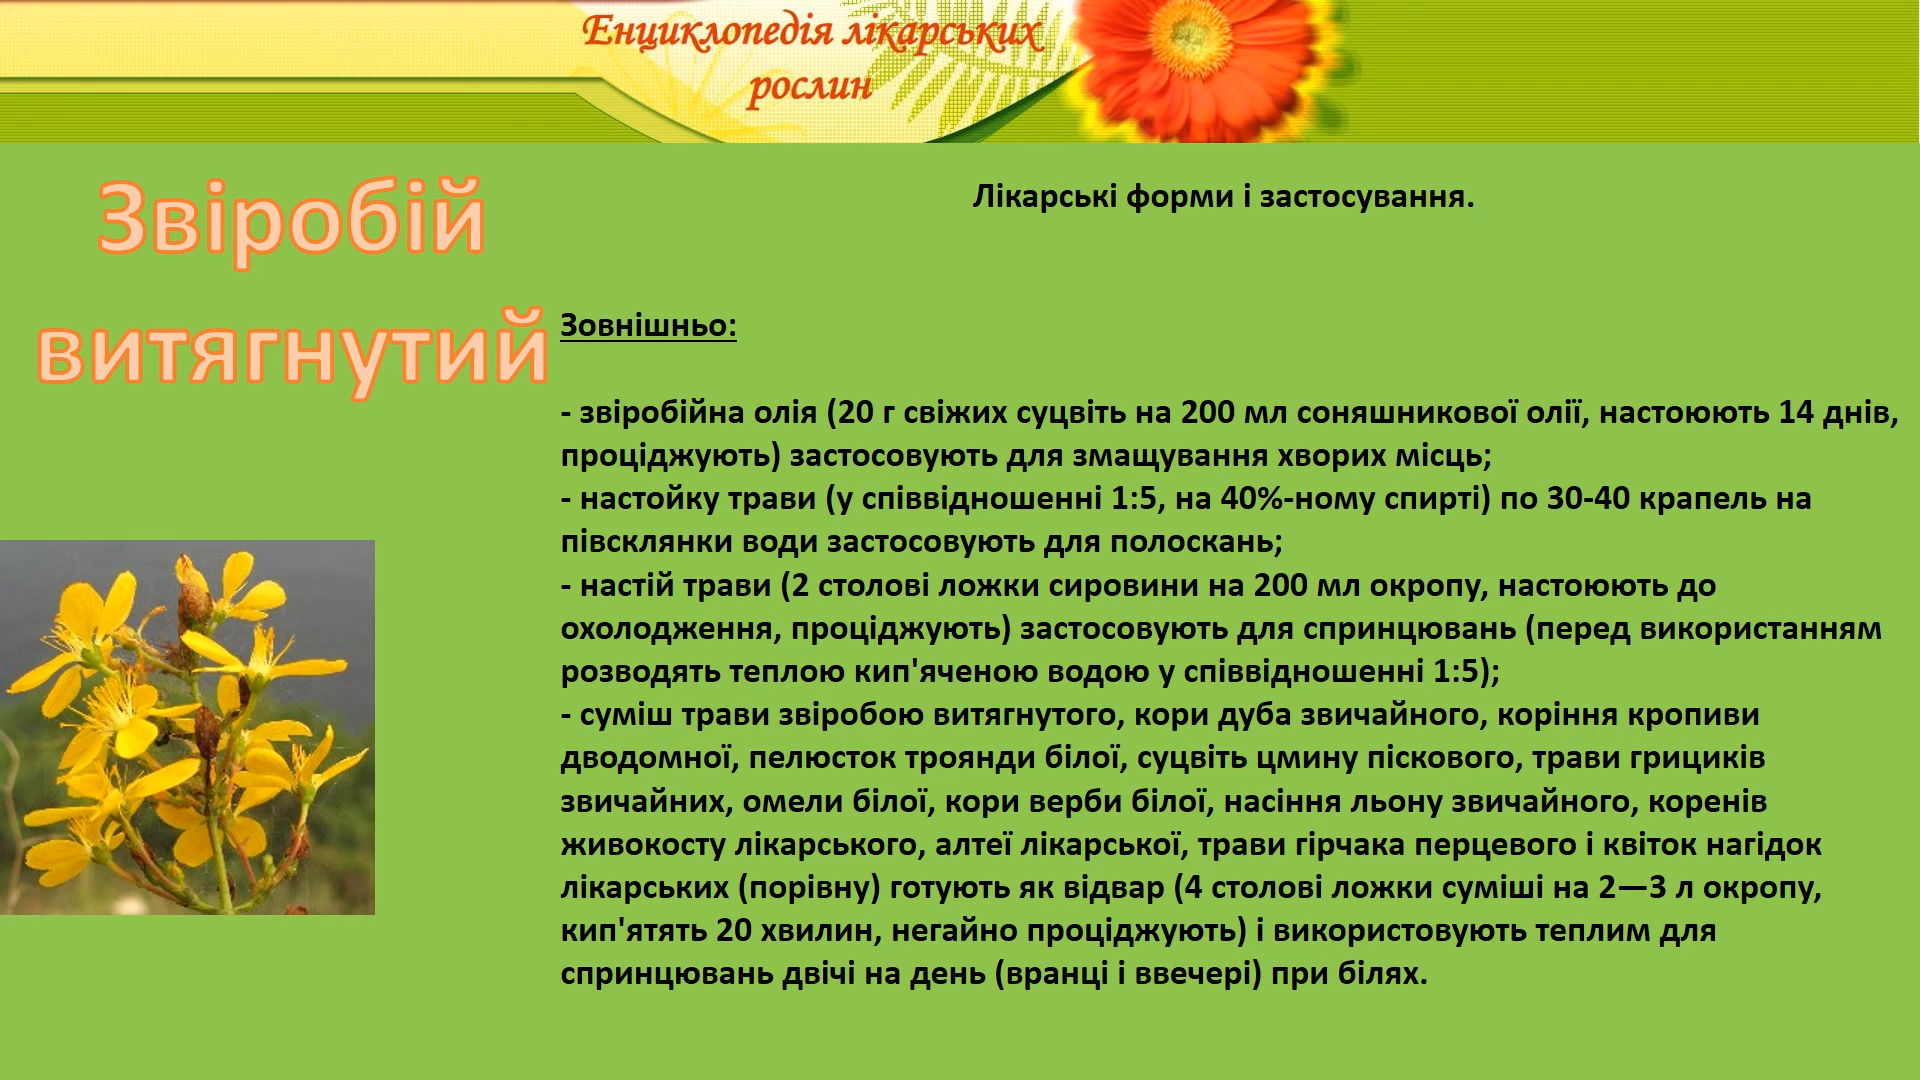 Енциклопедія лікарських
рослин
Звіробій
витягнутий
Лікарські форми і застосування.
Зовнішньо:
- звіробійна олія (20 г свіжих суцвіть на 200 мл соняшникової олії, настоюють 14 днів,
проціджують) застосовують для змащування хворих місць;
- настойку трави (у співвідношенні 1:5, на 40%-ному спирті) по 30-40 крапель на
півсклянки води застосовують для полоскань;
- настій трави (2 столові ложки сировини на 200 мл окропу, настоюють до
охолодження, проціджують) застосовують для спринцювань (перед використанням
розводять теплою кип'яченою водою у співвідношенні 1:5);
- суміш трави звіробою витягнутого, кори дуба звичайного, коріння кропиви
дводомної, пелюсток троянди білої, суцвіть цмину піскового, трави грициків
звичайних, омели білої, кори верби білої, насіння льону звичайного, коренів
живокосту лікарського, алтеї лікарської, трави гірчака перцевого і квіток нагідок
лікарських (порівну) готують як відвар (4 столові ложки суміші на 2—3 л окропу,
кип'ятять 20 хвилин, негайно проціджують) і використовують теплим для
спринцювань двічі на день (вранці і ввечері) при білях.